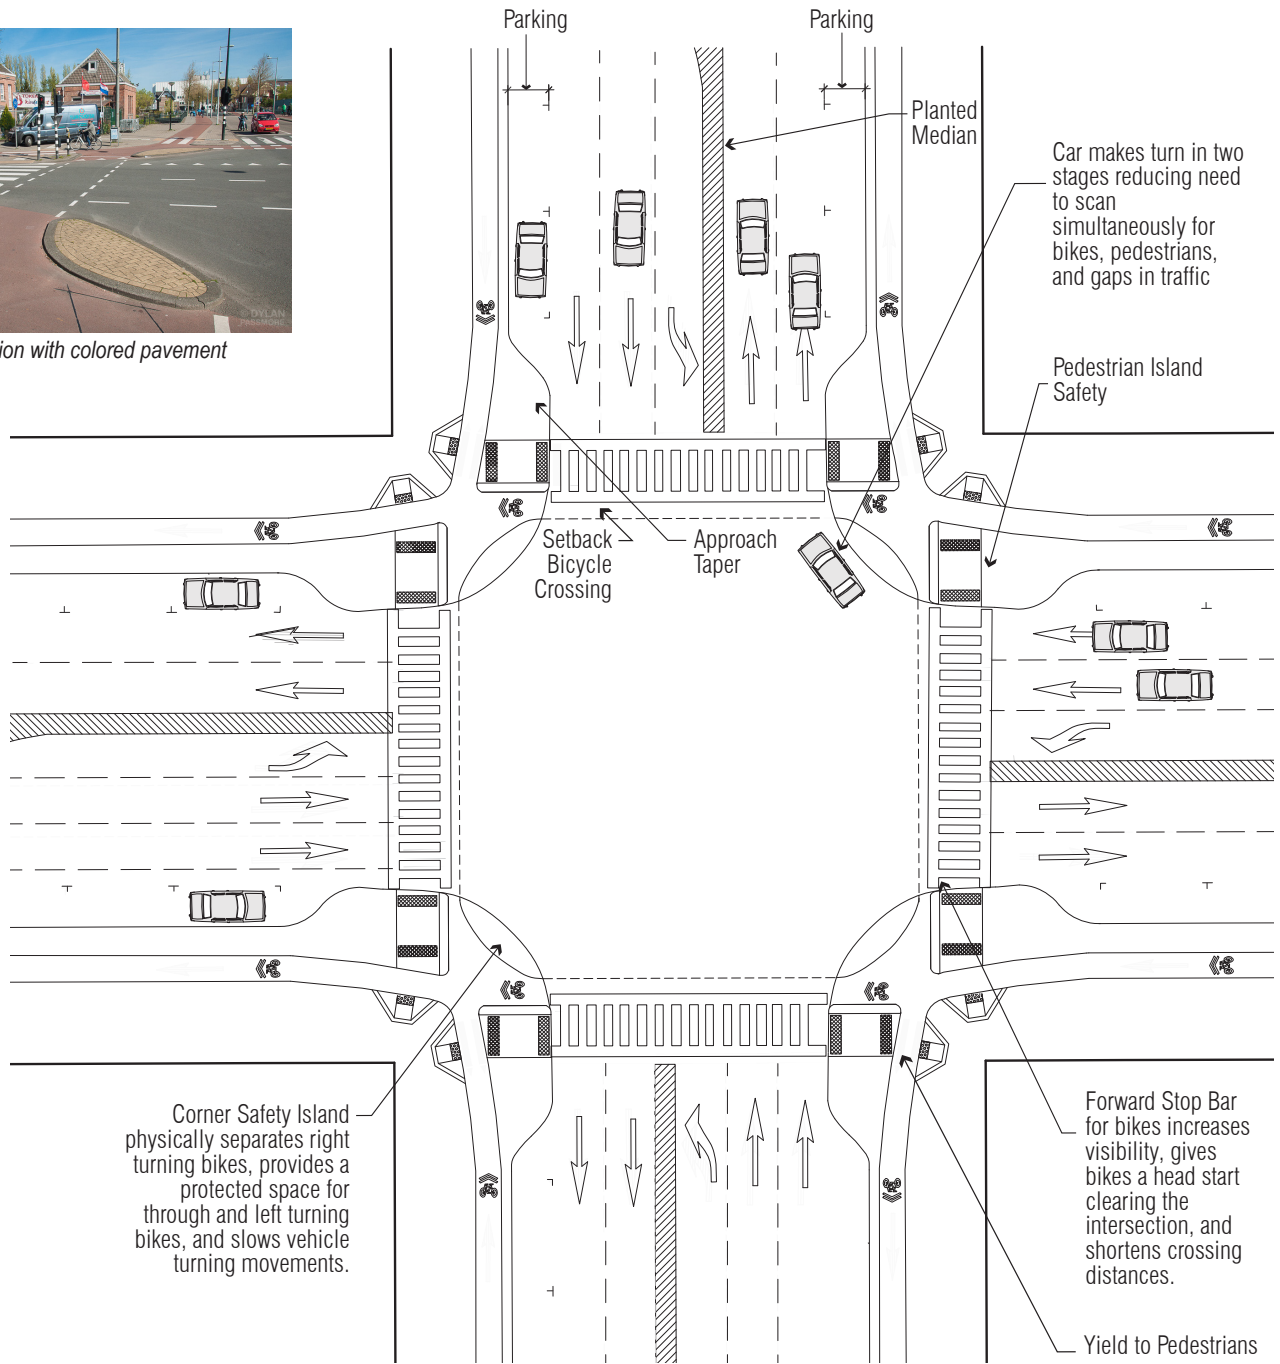 Parking
Parking
Planted
Median
Car makes turn in two
stages reducing need
to scan
simultaneously for
bikes, pedestrians,
and gaps in traffic
© DYLAN
PASSMORE
ion with colored pavement
Pedestrian Island
Safety
Setback
Bicycle
Crossing
Approach
Taper
Corner Safety Island
physically separates right
turning bikes, provides a
protected space for
through and left turning
bikes, and slows vehicle
turning movements.
Forward Stop Bar
for bikes increases
visibility, gives
bikes a head start
clearing the
intersection, and
shortens crossing
distances.
Yield to Pedestrians